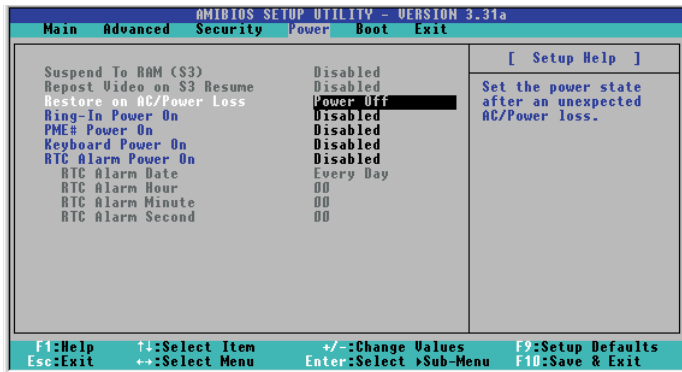 AMIBIOS SETUP UTILITY - VERSION 3.31a
Main Advanced Security Power Boot Exit
[ Setup Help ]
Suspend To RAM (S3) Disabled
Repost Video on S3 Resume Disabled
Restore on AC/Power Loss Power Off
Ring-In Power On Disabled
PME# Power On Disabled
Keyboard Power On Disabled
RTC Alarm Power On Disabled
RTC Alarm Date Every Day
RTC Alarm Hour 00
RTC Alarm Minute 00
RTC Alarm Second 00
Set the power state
after an unexpected
AC/Power loss.
F1:Help ↑↓:Select Item +/-:Change Values F9:Setup Defaults
Esc:Exit ↔:Select Menu Enter:Select ▸Sub-Menu F10:Save & Exit